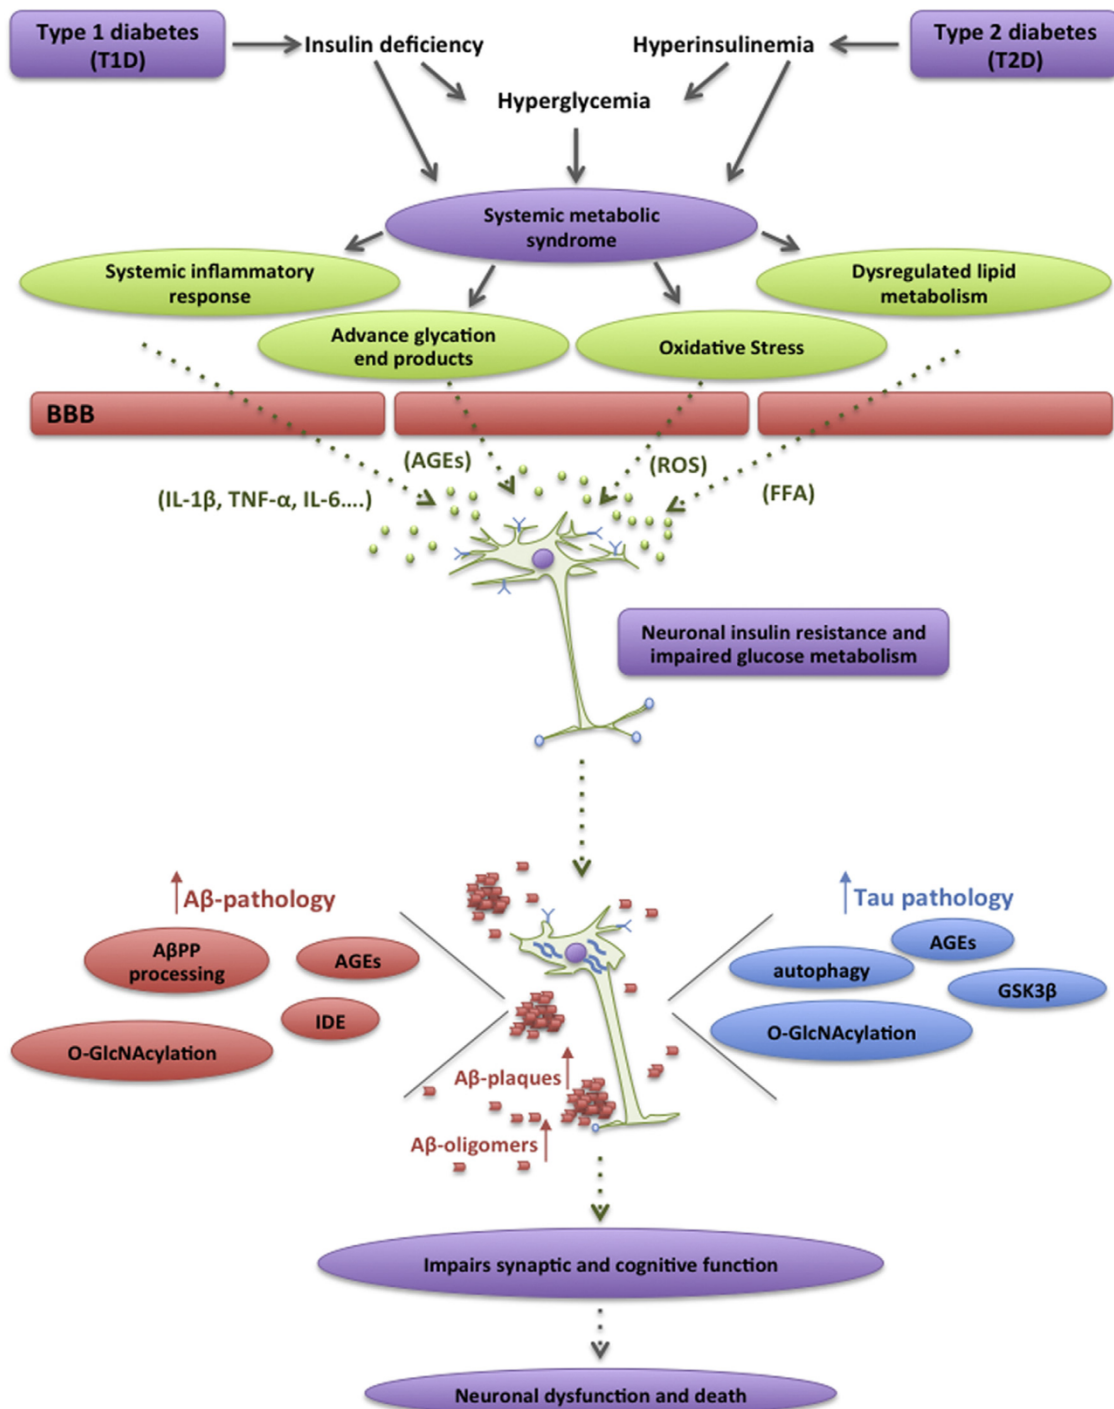 Type 1 diabetes
(T1D)
Insulin deficiency
Hyperinsulinemia
Type 2 diabetes
(T2D)
Hyperglycemia
Systemic metabolic
syndrome
Systemic inflammatory
response
Dysregulated lipid
metabolism
Advance glycation
end products
Oxidative Stress
BBB
(AGEs)
(ROS)
(IL-1β, TNF-α, IL-6....)
(FFA)
Neuronal insulin resistance and
impaired glucose metabolism
Aβ-pathology
Tau pathology
AβPP
processing
AGEs
IDE
O-GlcNAcylation
AGEs
autophagy
GSK3β
O-GlcNAcylation
Aβ-plaques
Aβ-oligomers
Impairs synaptic and cognitive function
Neuronal dysfunction and death